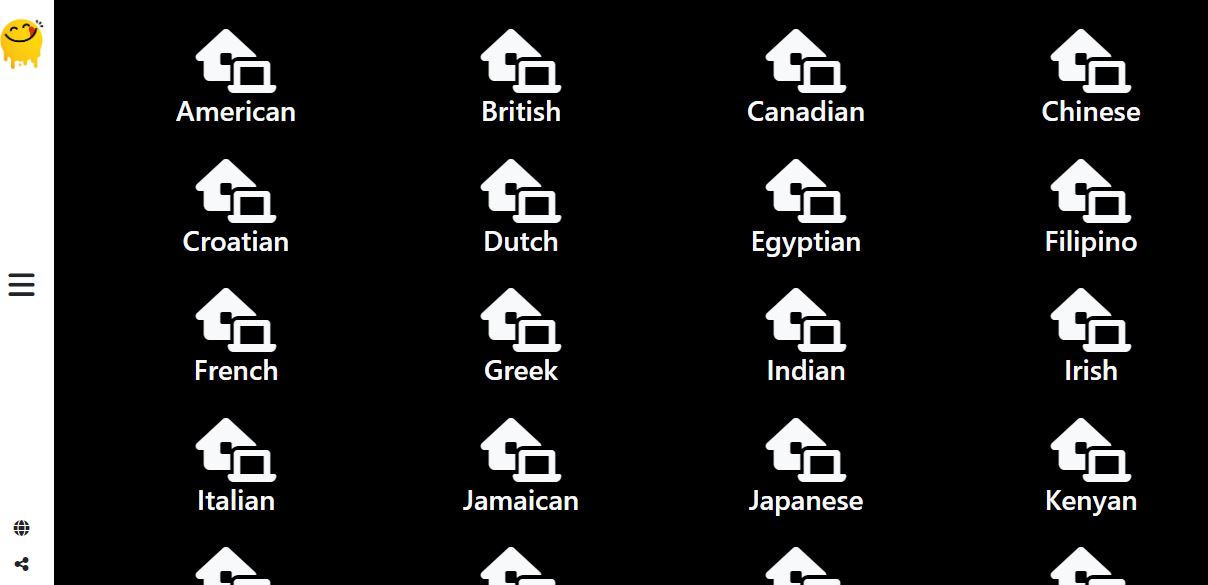 American
British
Canadian
Chinese
Croatian
Dutch
Egyptian
Filipino
French
Greek
Indian
Irish
Italian
Jamaican
Japanese
Kenyan